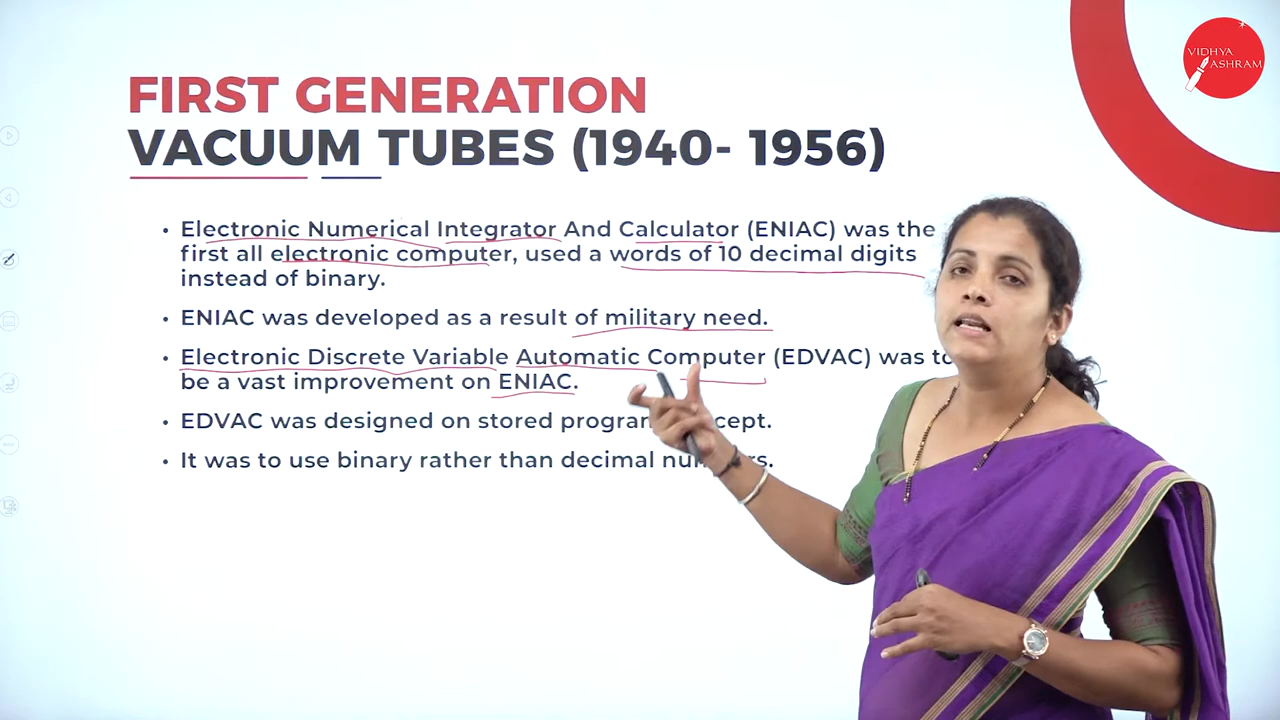 VIDHYA
ASHRAM
FIRST GENERATION
VACUUM TUBES (1940- 1956)
• Electronic Numerical Integrator And Calculator (ENIAC) was the
first all electronic computer, used a words of 10 decimal digits
instead of binary.
• ENIAC was developed as a result of military need.
• Electronic Discrete Variable Automatic Computer (EDVAC) was to
be a vast improvement on ENIAC.
• EDVAC was designed on stored program
• It was to use binary rather than decimal